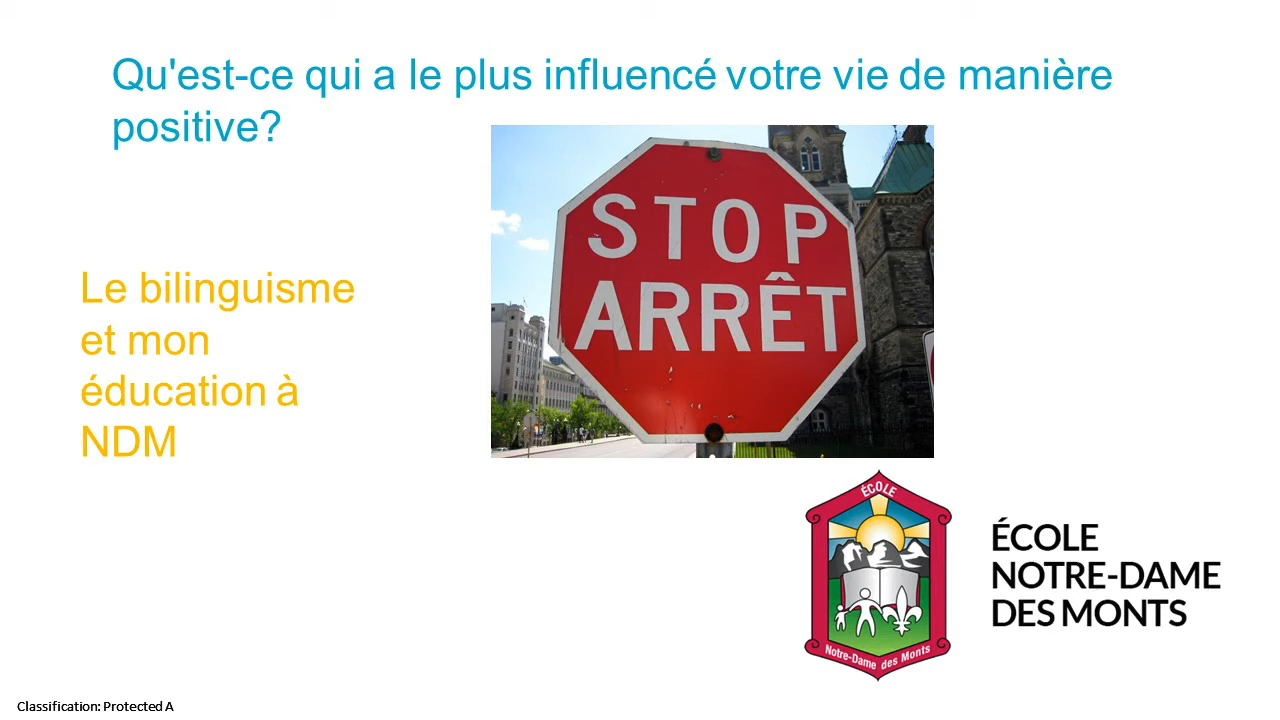 Qu'est-ce qui a le plus influencé votre vie de manière
positive?
STOP
ARRÊT
Le bilinguisme
et mon
éducation à
NDM
ÉCOLE
Notre-Dame des Monts
ÉCOLE
NOTRE-DAME
DES MONTS
Classification: Protected A